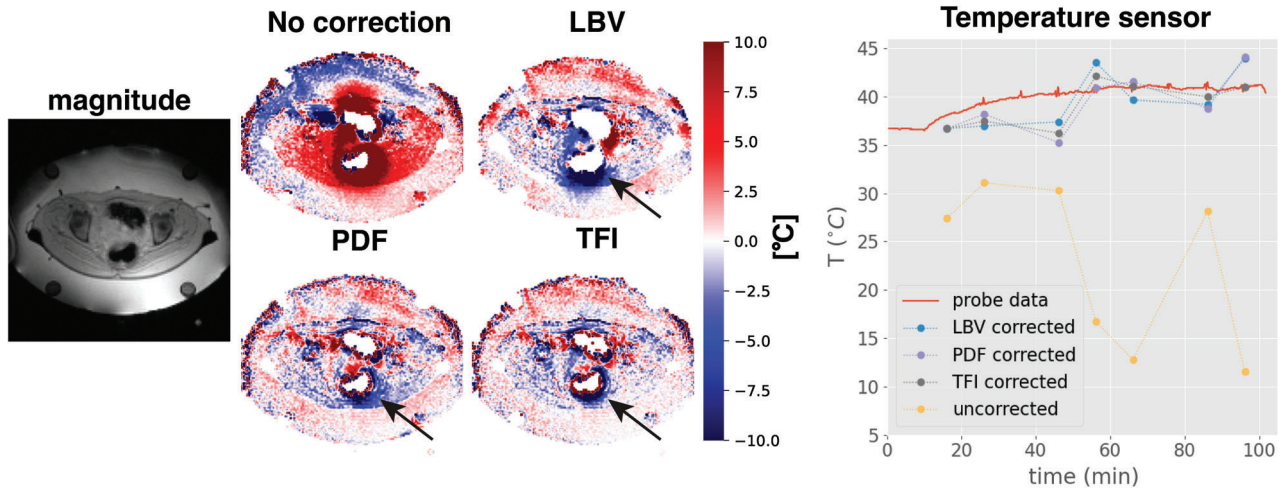 No correction
LBV
magnitude
PDF
TFI
10.0
7.5
5.0
2.5
0.0
−2.5
−5.0
−7.5
−10.0
[°C]
Temperature sensor
45
40
35
30
25
20
15
10
5
T (°C)
probe data
LBV corrected
PDF corrected
TFI corrected
uncorrected
0 20 40 60 80 100
time (min)